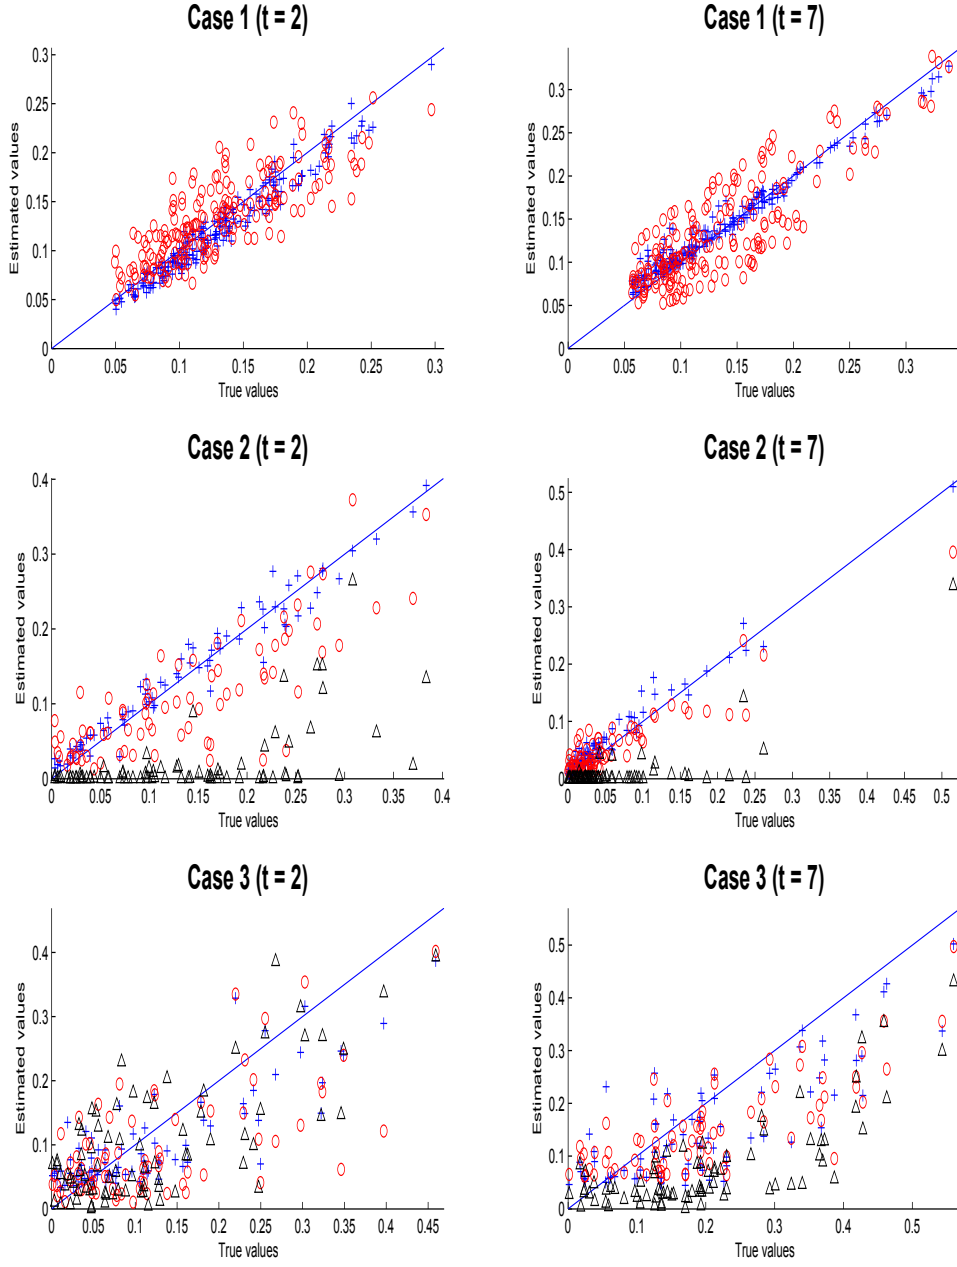 Case 1 (t = 2)
0.3
0.25
0.2
0.15
0.1
0.05
0
Estimated values
0 0.05 0.1 0.15 0.2 0.25 0.3
True values
Case 1 (t = 7)
0.3
0.25
0.2
0.15
0.1
0.05
0
Estimated values
0 0.05 0.1 0.15 0.2 0.25 0.3
True values
Case 2 (t = 2)
0.4
0.3
0.2
0.1
0
Estimated values
0 0.05 0.1 0.15 0.2 0.25 0.3 0.35 0.4
True values
Case 2 (t = 7)
0.5
0.4
0.3
0.2
0.1
0
Estimated values
0 0.05 0.1 0.15 0.2 0.25 0.3 0.35 0.4 0.45 0.5
True values
Case 3 (t = 2)
0.4
0.3
0.2
0.1
0
Estimated values
0 0.05 0.1 0.15 0.2 0.25 0.3 0.35 0.4 0.45
True values
Case 3 (t = 7)
0.5
0.4
0.3
0.2
0.1
0
Estimated values
0 0.1 0.2 0.3 0.4 0.5
True values